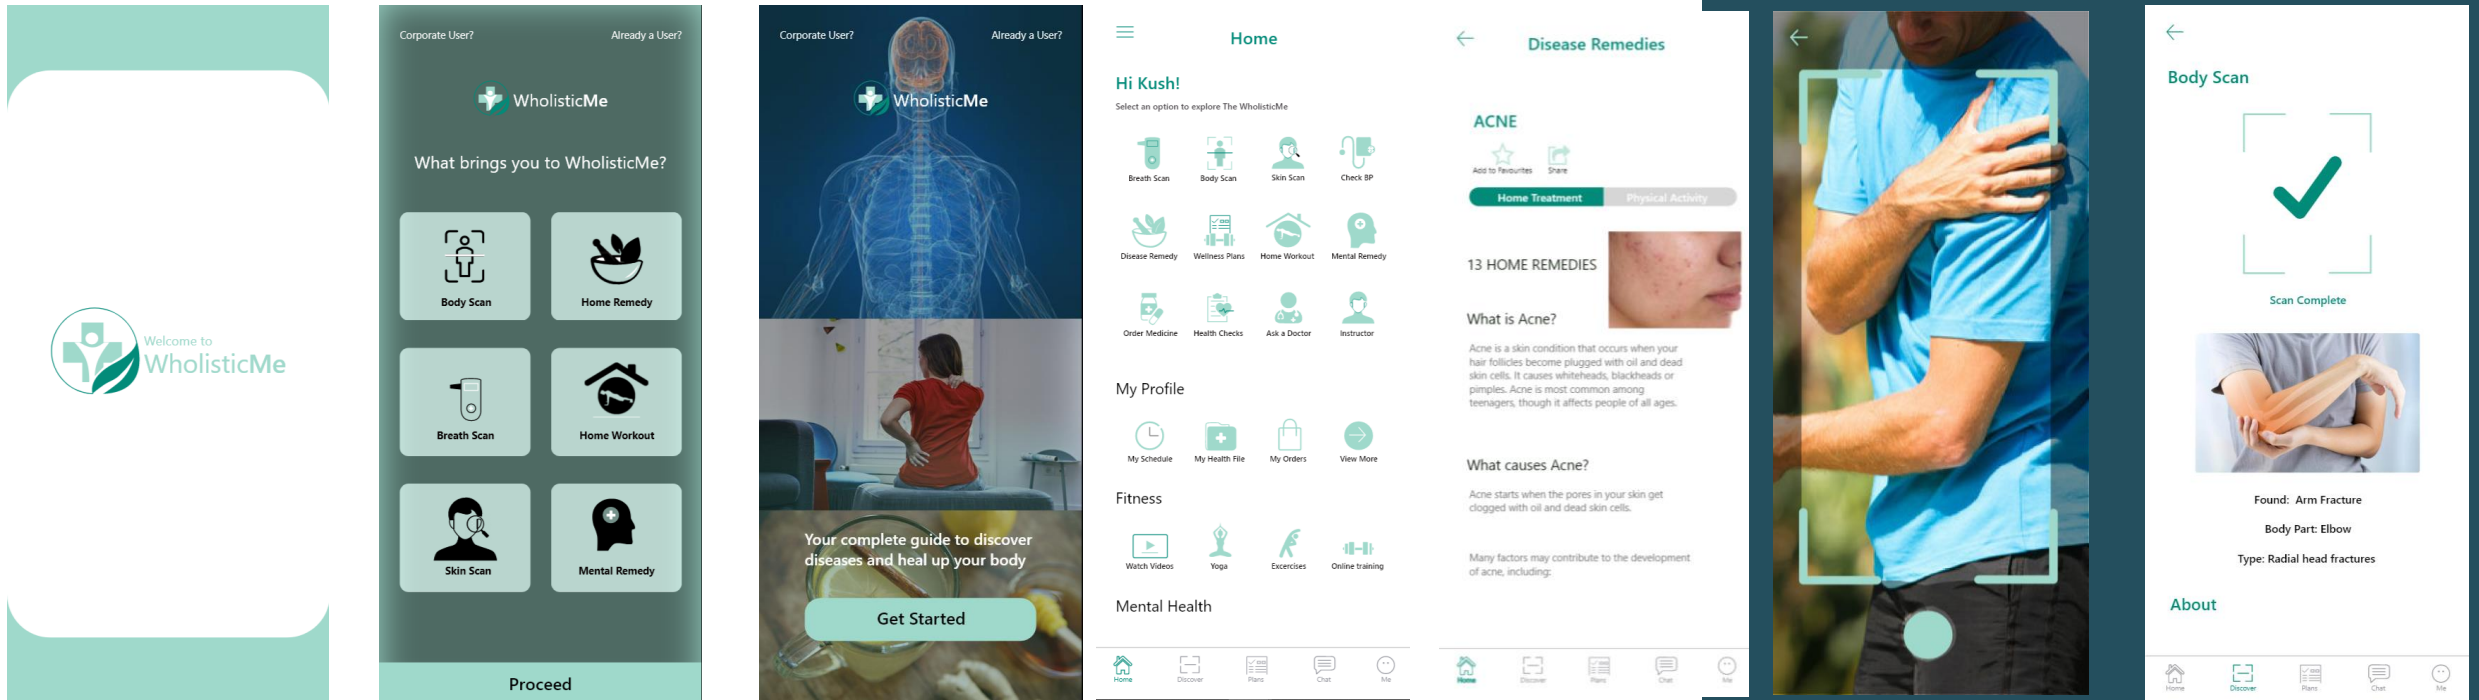 Welcome to
WholisticMe
Corporate User?
Already a User?
WholisticMe
What brings you to WholisticMe?
Body Scan
Home Remedy
Breath Scan
Home Workout
Skin Scan
Mental Remedy
Proceed
Corporate User?
Already a User?
WholisticMe
Your complete guide to discover
diseases and heal up your body
Get Started
Home
Hi Kush!
Select an option to explore The WholisticMe
Breath Scan
Body Scan
Skin Scan
Check BP
Disease Remedy
Wellness Plans
Home Workout
Mental Remedy
Order Medicine
Health Checks
Ask a Doctor
Instructor
My Profile
My Schedule
My Health File
My Orders
View More
Fitness
Watch Videos
Yoga
Excercises
Online training
Mental Health
Home
Discover
Plans
Chat
Me
Disease Remedies
ACNE
Add to Favourites
Share
Home Treatment
Physical Activity
13 HOME REMEDIES
What is Acne?
Acne is a skin condition that occurs when your
hair follicles become plugged with oil and dead
skin cells. It causes whiteheads, blackheads or
pimples. Acne is most common among
teenagers, though it affects people of all ages.
What causes Acne?
Acne starts when the pores in your skin get
clogged with oil and dead skin cells.
Many factors may contribute to the development
of acne, including:
Home
Discover
Plans
Chat
Me
Body Scan
Scan Complete
Found: Arm Fracture
Body Part: Elbow
Type: Radial head fractures
About
Home
Discover
Plans
Chat
Me